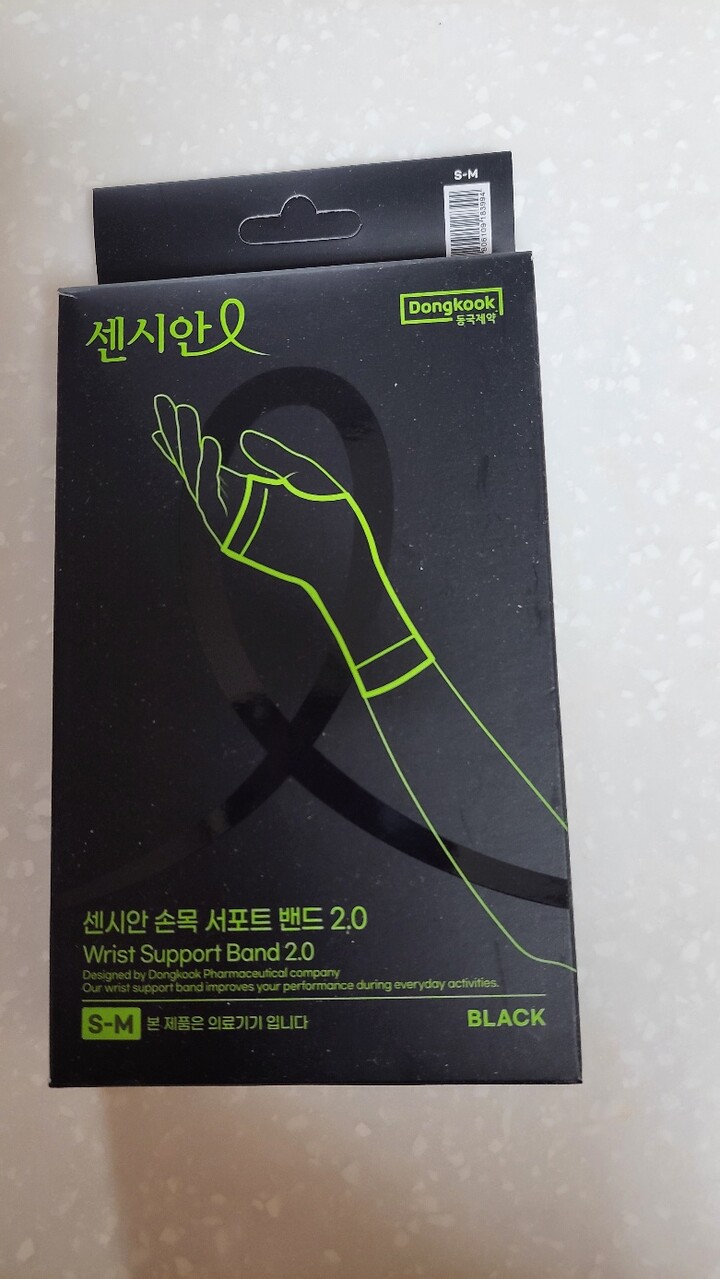 S-M
센시안
Dongkook
동국제약
센시안 손목 서포트 밴드 2.0
Wrist Support Band 2.0
Designed by Dongkook Pharmaceutical company
Our wrist support band improves your performance during everyday activities.
S-M 본 제품은 의료기기 입니다
BLACK